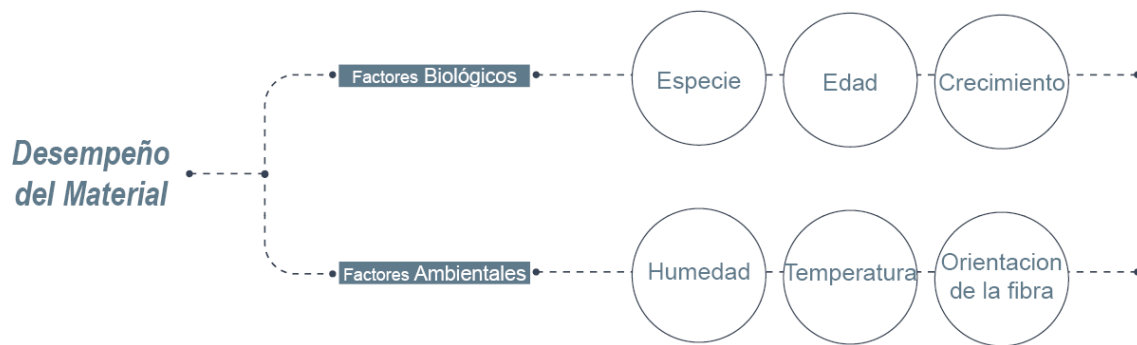 Desempeño
del Material
Factores Biológicos
Especie
Edad
Crecimiento
Factores Ambientales
Humedad
Temperatura
Orientacion
de la fibra